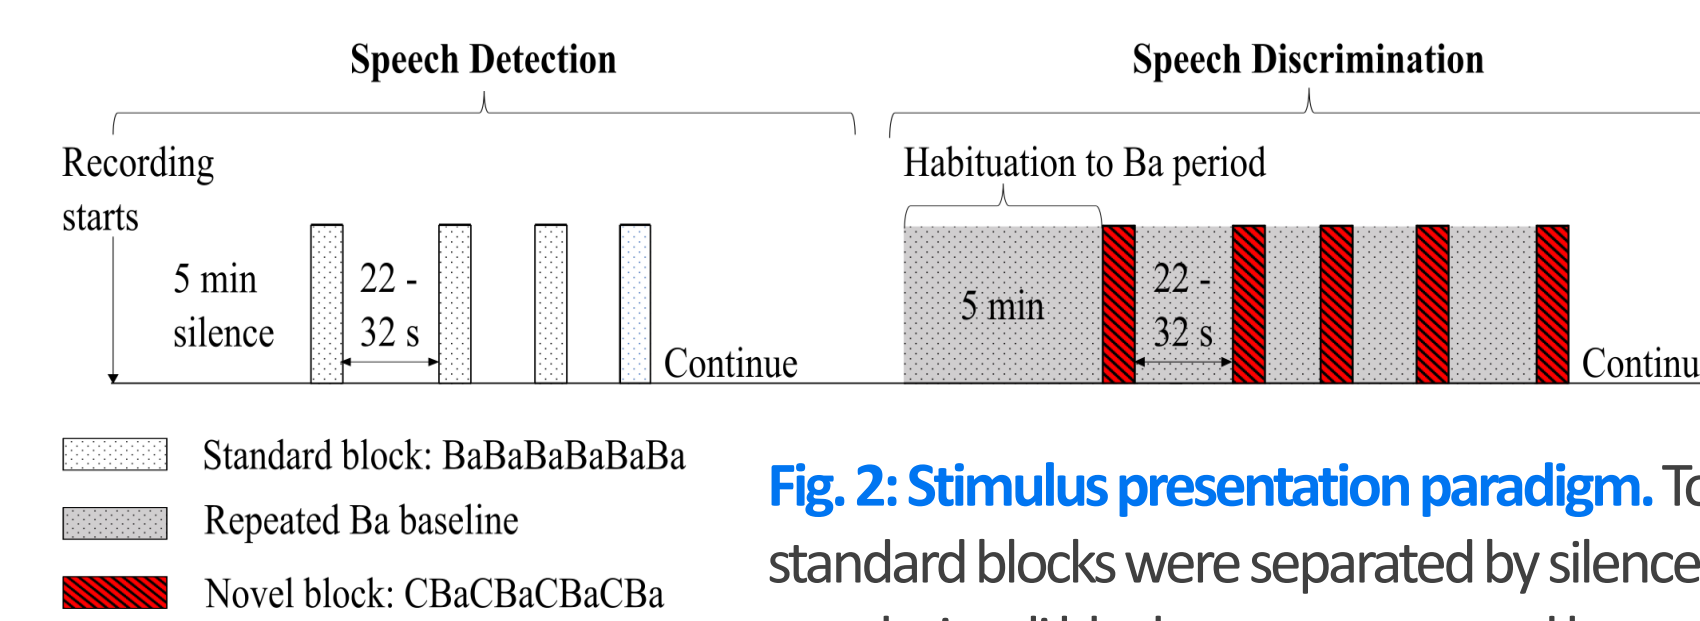 Speech Detection
Speech Discrimination
Recording
starts
Habituation to Ba period
5 min
silence
22 -
32 s
Continue
5 min
22 -
32 s
Continu
Standard block: BaBaBaBaBaBa
Repeated Ba baseline
Novel block: CBaCBaCBaCBa
Fig. 2: Stimulus presentation paradigm. To
standard blocks were separated by silence